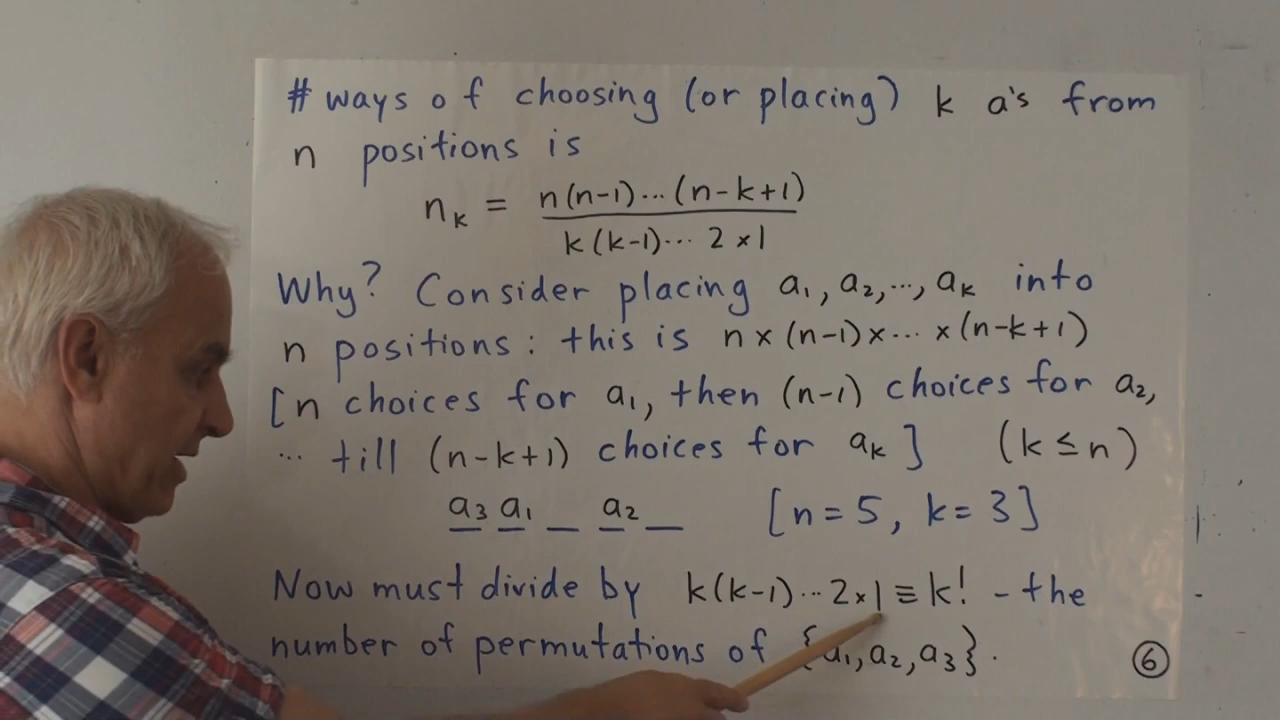 # ways of choosing (or placing) k a's from
n positions is
n_k = n(n-1)...(n-k+1) / k(k-1)... 2 × 1
Why? Consider placing a₁, a₂, ..., aₖ into
n positions : this is n × (n-1) × ... × (n-k+1)
[n choices for a₁, then (n-1) choices for a₂,
... till (n-k+1) choices for aₖ] (k ≤ n)
a₃ a₁ _ a₂ _ [n = 5, k = 3]
Now must divide by k(k-1)... 2 × 1 ≡ k! - the
number of permutations of {a₁, a₂, a₃}.
6